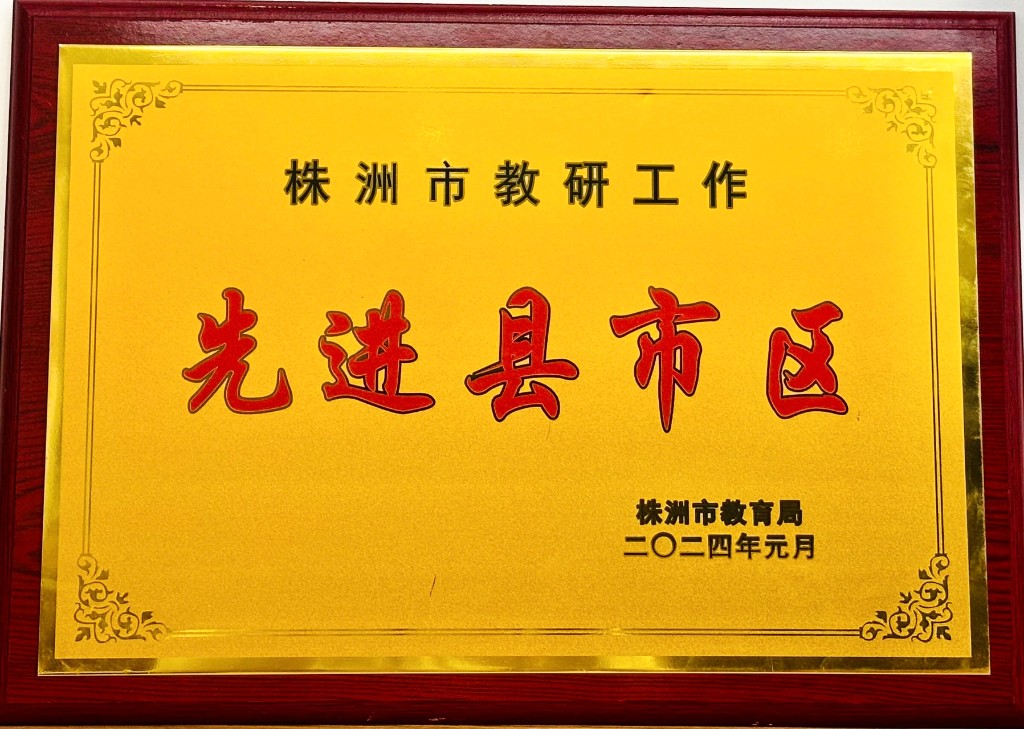 株洲市教研工作
先进县市区
株洲市教育局
二〇二四年元月